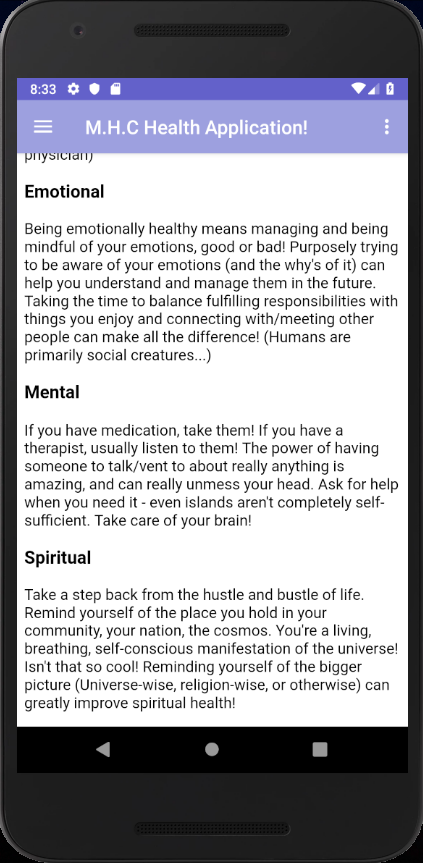 8:33
M.H.C Health Application!
physician)
Emotional
Being emotionally healthy means managing and being
mindful of your emotions, good or bad! Purposely trying
to be aware of your emotions (and the why's of it) can
help you understand and manage them in the future.
Taking the time to balance fulfilling responsibilities with
things you enjoy and connecting with/meeting other
people can make all the difference! (Humans are
primarily social creatures...)
Mental
If you have medication, take them! If you have a
therapist, usually listen to them! The power of having
someone to talk/vent to about really anything is
amazing, and can really unmess your head. Ask for help
when you need it - even islands aren't completely self-
sufficient. Take care of your brain!
Spiritual
Take a step back from the hustle and bustle of life.
Remind yourself of the place you hold in your
community, your nation, the cosmos. You're a living,
breathing, self-conscious manifestation of the universe!
Isn't that so cool! Reminding yourself of the bigger
picture (Universe-wise, religion-wise, or otherwise) can
greatly improve spiritual health!